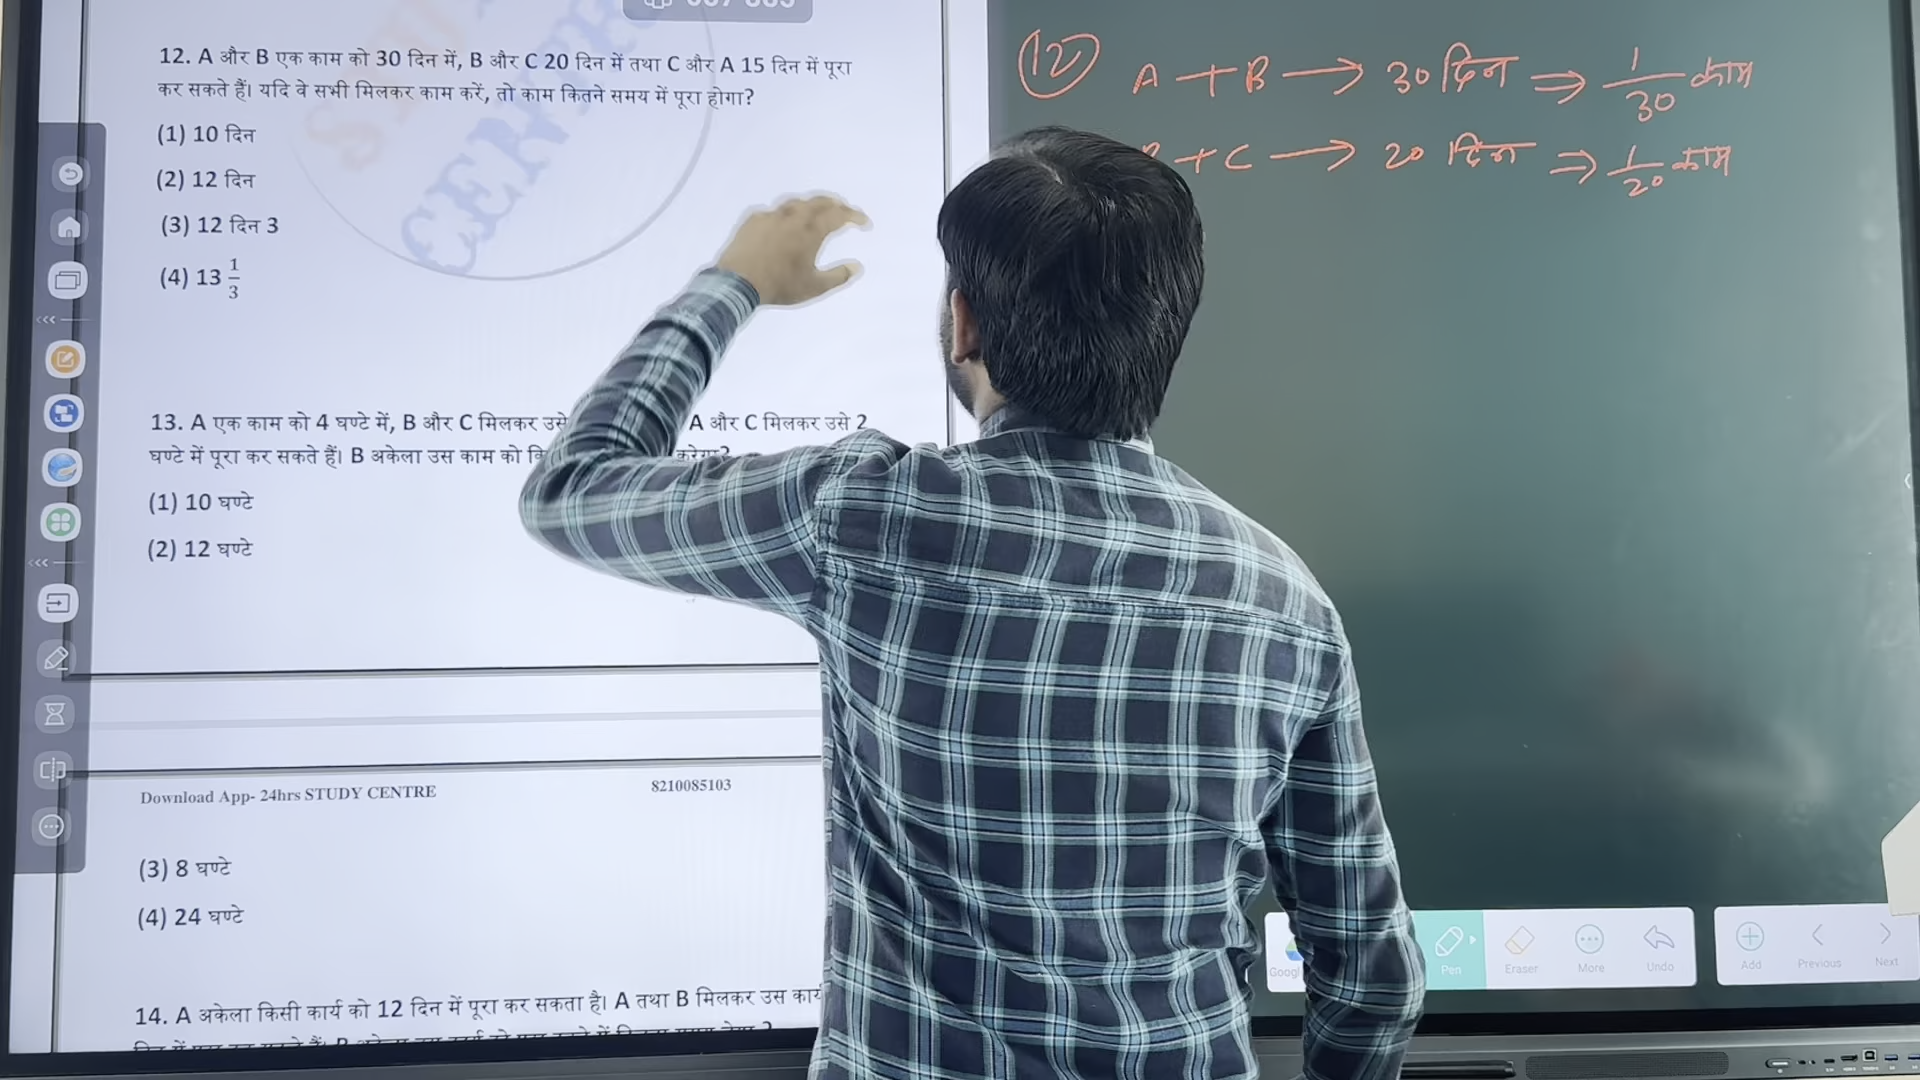 12. A और B एक काम को 30 दिन में, B और C 20 दिन में तथा C और A 15 दिन में पूरा
कर सकते हैं। यदि वे सभी मिलकर काम करें, तो काम कितने समय में पूरा होगा?
(1) 10 दिन
(2) 12 दिन
(3) 12 दिन 3
(4) 13 1/3
13. A एक काम को 4 घण्टे में, B और C मिलकर उसे A और C मिलकर उसे 2
घण्टे में पूरा कर सकते हैं। B अकेला उस काम को करेगा?
(1) 10 घण्टे
(2) 12 घण्टे
Download App- 24hrs STUDY CENTRE 8210085103
(3) 8 घण्टे
(4) 24 घण्टे
14. A अकेला किसी कार्य को 12 दिन में पूरा कर सकता है। A तथा B मिलकर उस कार्य
(12) A + B → 30 दिन ⇒ 1/30 काम
+ C → 20 दिन ⇒ 1/20 काम
Pen Eraser More Undo Add Previous Next